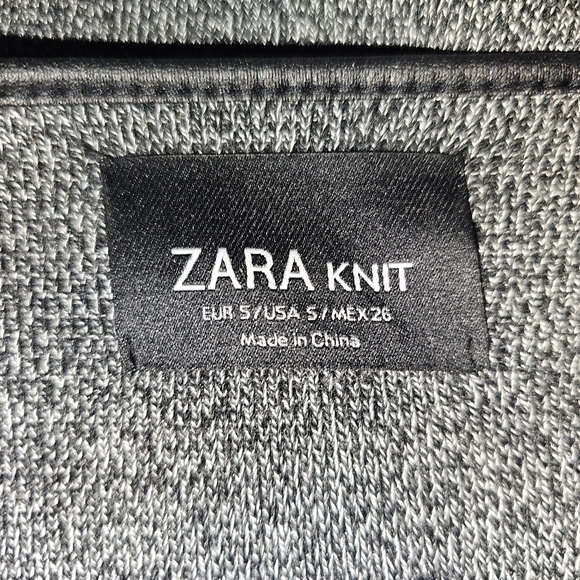 ZARA KNIT
EUR S/USA S/MEX 26
Made in China